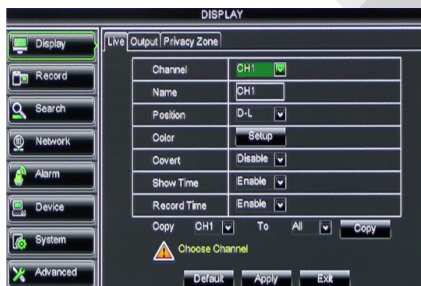 DISPLAY
Display
Record
Search
Network
Alarm
Device
System
Advanced
Live Output Privacy Zone
Channel CH1
Name CH1
Position D-L
Color Setup
Covert Disable
Show Time Enable
Record Time Enable
Copy CH1 To All Copy
Choose Channel
Default Apply Exit